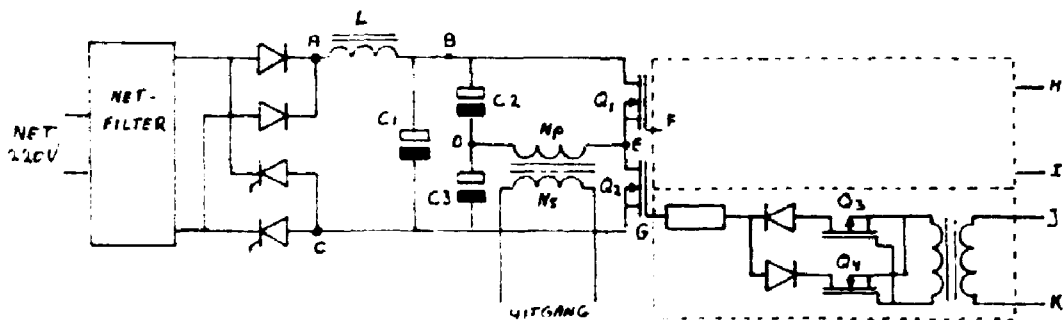 NET
220V
NET-
FILTER
A
L
B
C1
C2
D
C3
Np
Ns
E
Q1
Q2
F
G
C
UITGANG
Q3
Q4
H
I
J
K